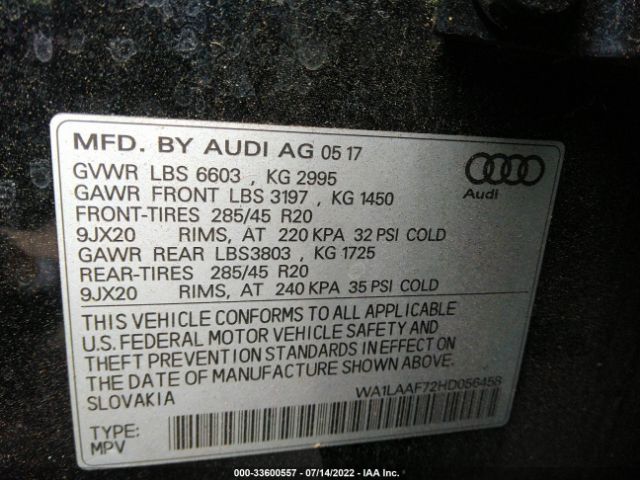 MFD. BY AUDI AG 05 17
GVWR LBS 6603 , KG 2995
GAWR FRONT LBS 3197 , KG 1450
FRONT-TIRES 285/45 R20
9JX20 RIMS, AT 220 KPA 32 PSI COLD
GAWR REAR LBS3803 , KG 1725
REAR-TIRES 285/45 R20
9JX20 RIMS, AT 240 KPA 35 PSI COLD
Audi
THIS VEHICLE CONFORMS TO ALL APPLICABLE
U.S. FEDERAL MOTOR VEHICLE SAFETY AND
THEFT PREVENTION STANDARDS IN EFFECT ON
THE DATE OF MANUFACTURE SHOWN ABOVE.
SLOVAKIA
WA1LAAF72HD056458
TYPE:
MPV
000-33600557 - 07/14/2022 - IAA Inc.